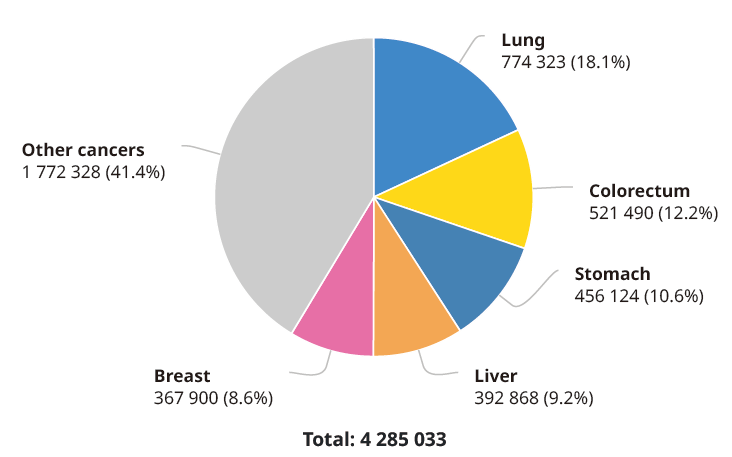 Lung
774 323 (18.1%)
Colorectum
521 490 (12.2%)
Stomach
456 124 (10.6%)
Liver
392 868 (9.2%)
Breast
367 900 (8.6%)
Other cancers
1 772 328 (41.4%)
Total: 4 285 033